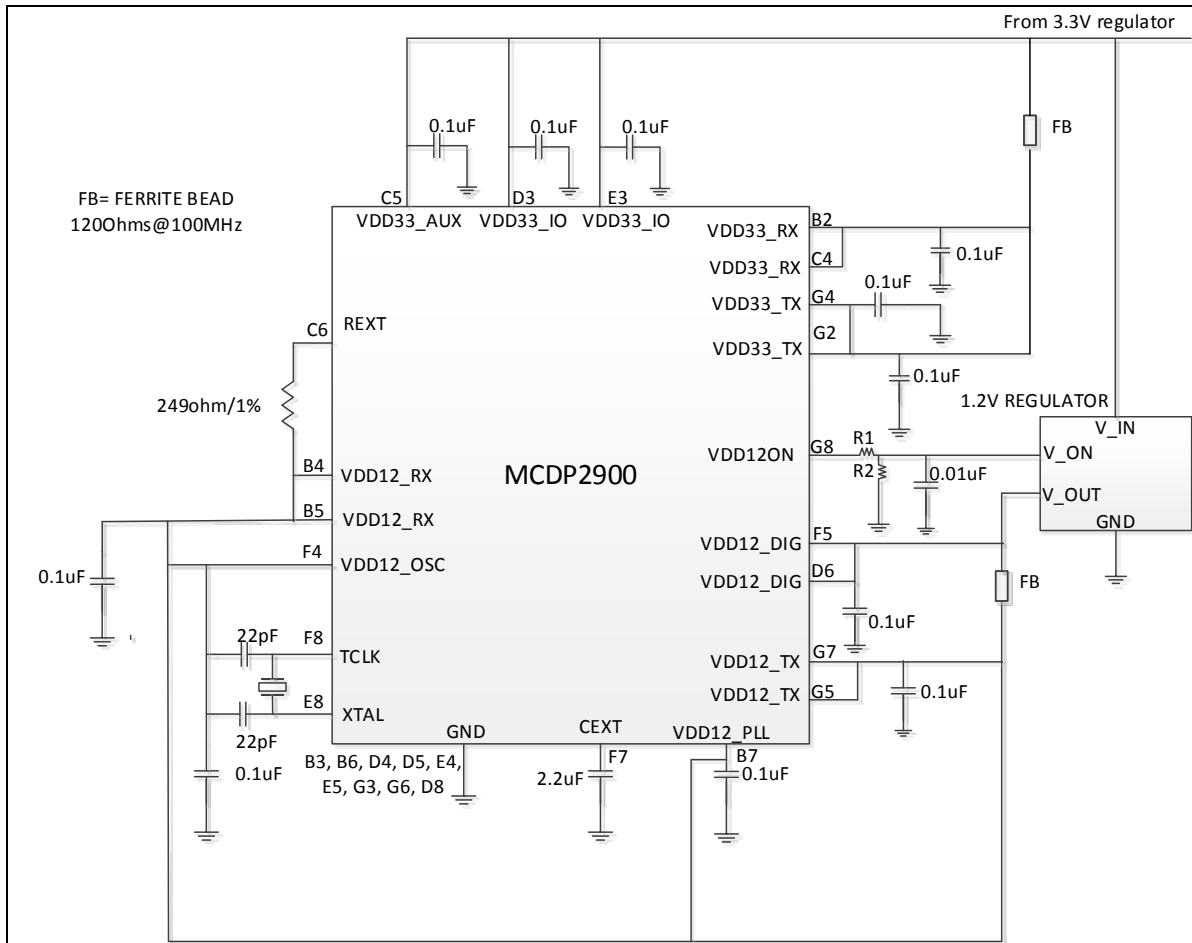 From 3.3V regulator
0.1uF
0.1uF
0.1uF
FB
FB= FERRITE BEAD
120Ohms@100MHz
C5
D3
E3
VDD33_AUX
VDD33_IO
VDD33_IO
VDD33_RX
B2
0.1uF
VDD33_RX
C4
0.1uF
VDD33_TX
G4
C6
REXT
G2
VDD33_TX
0.1uF
249ohm/1%
1.2V REGULATOR
V_IN
VDD12ON
G8
R1
V_ON
R2
0.01uF
B4
VDD12_RX
MCDP2900
V_OUT
B5
VDD12_RX
GND
F4
VDD12_OSC
VDD12_DIG
F5
0.1uF
VDD12_DIG
D6
FB
0.1uF
22pF
F8
TCLK
VDD12_TX
G7
E8
XTAL
VDD12_TX
G5
0.1uF
22pF
GND
CEXT
VDD12_PLL
0.1uF
B3, B6, D4, D5, E4,
E5, G3, G6, D8
2.2uF
F7
B7
0.1uF